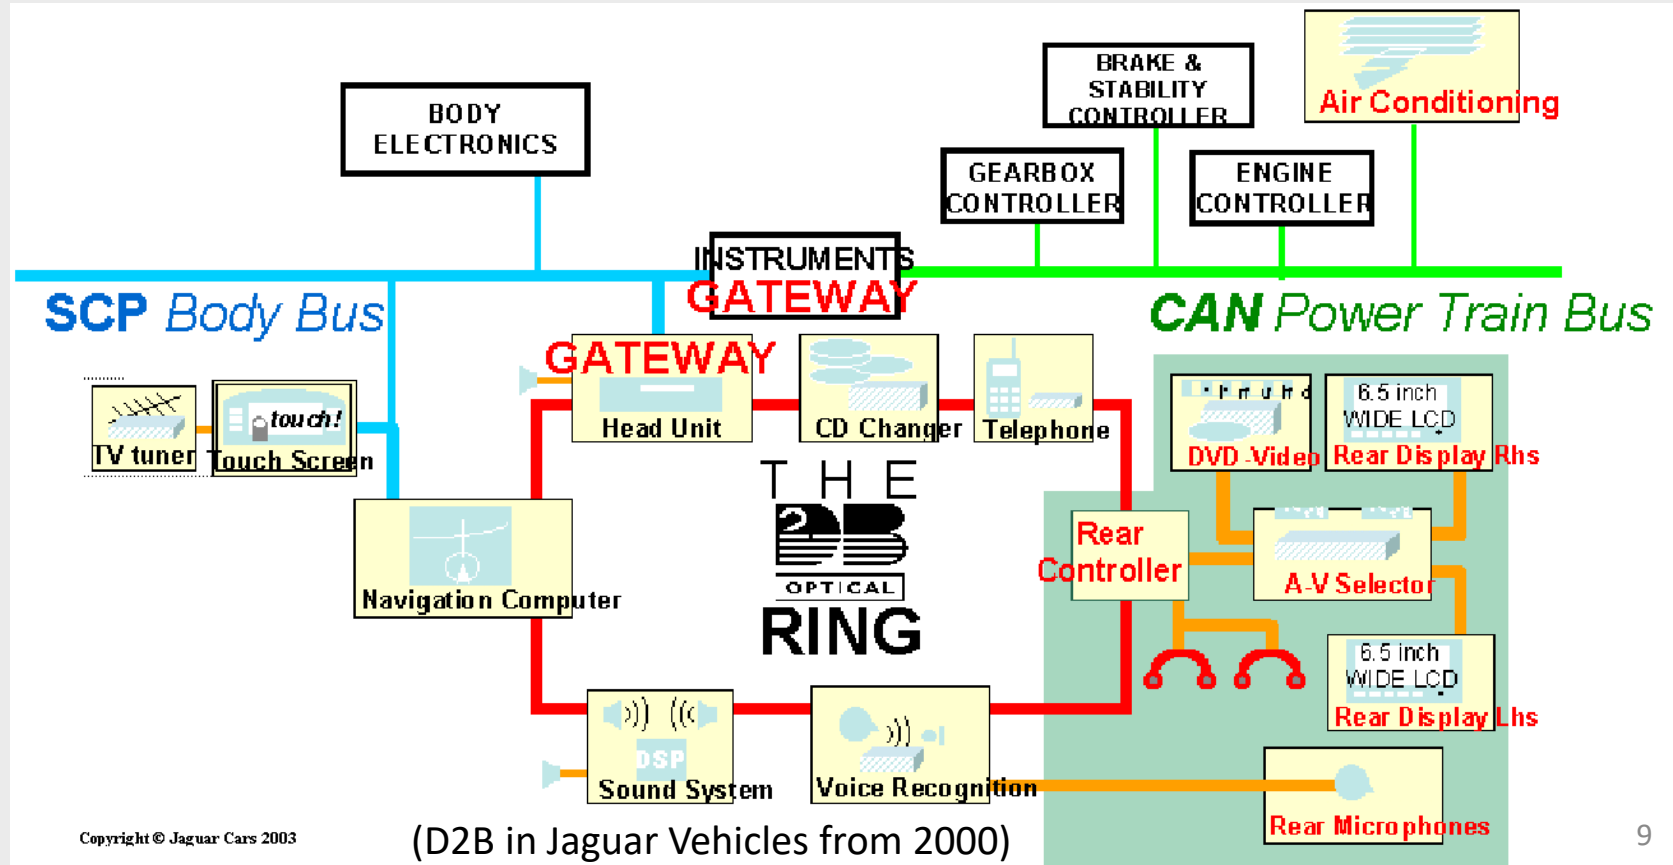 BODY
ELECTRONICS
BRAKE &
STABILITY
CONTROLLER
Air Conditioning
GEARBOX
CONTROLLER
ENGINE
CONTROLLER
INSTRUMENTS
GATEWAY
SCP Body Bus
CAN Power Train Bus
GATEWAY
Head Unit
CD Changer
Telephone
TV tuner
touch!
Touch Screen
DVD-Video
6.5 inch
WIDE LCD
Rear Display Rhs
THE
D2B
OPTICAL
RING
Rear
Controller
A-V Selector
Navigation Computer
6.5 inch
WIDE LCD
Rear Display Lhs
DSP
Sound System
Voice Recognition
Rear Microphones
Copyright © Jaguar Cars 2003
(D2B in Jaguar Vehicles from 2000)
9